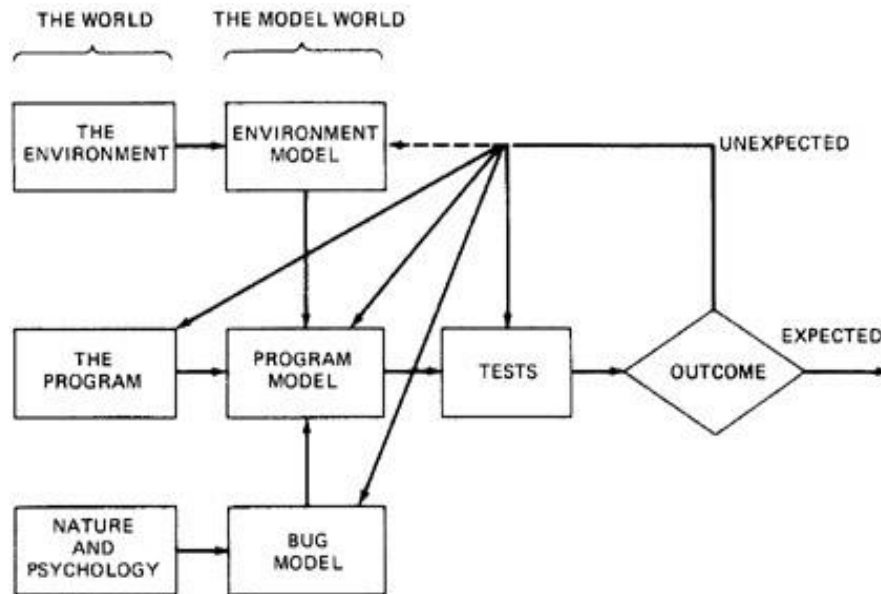 THE WORLD
THE MODEL WORLD
THE
ENVIRONMENT
ENVIRONMENT
MODEL
UNEXPECTED
THE
PROGRAM
PROGRAM
MODEL
TESTS
OUTCOME
EXPECTED
NATURE
AND
PSYCHOLOGY
BUG
MODEL